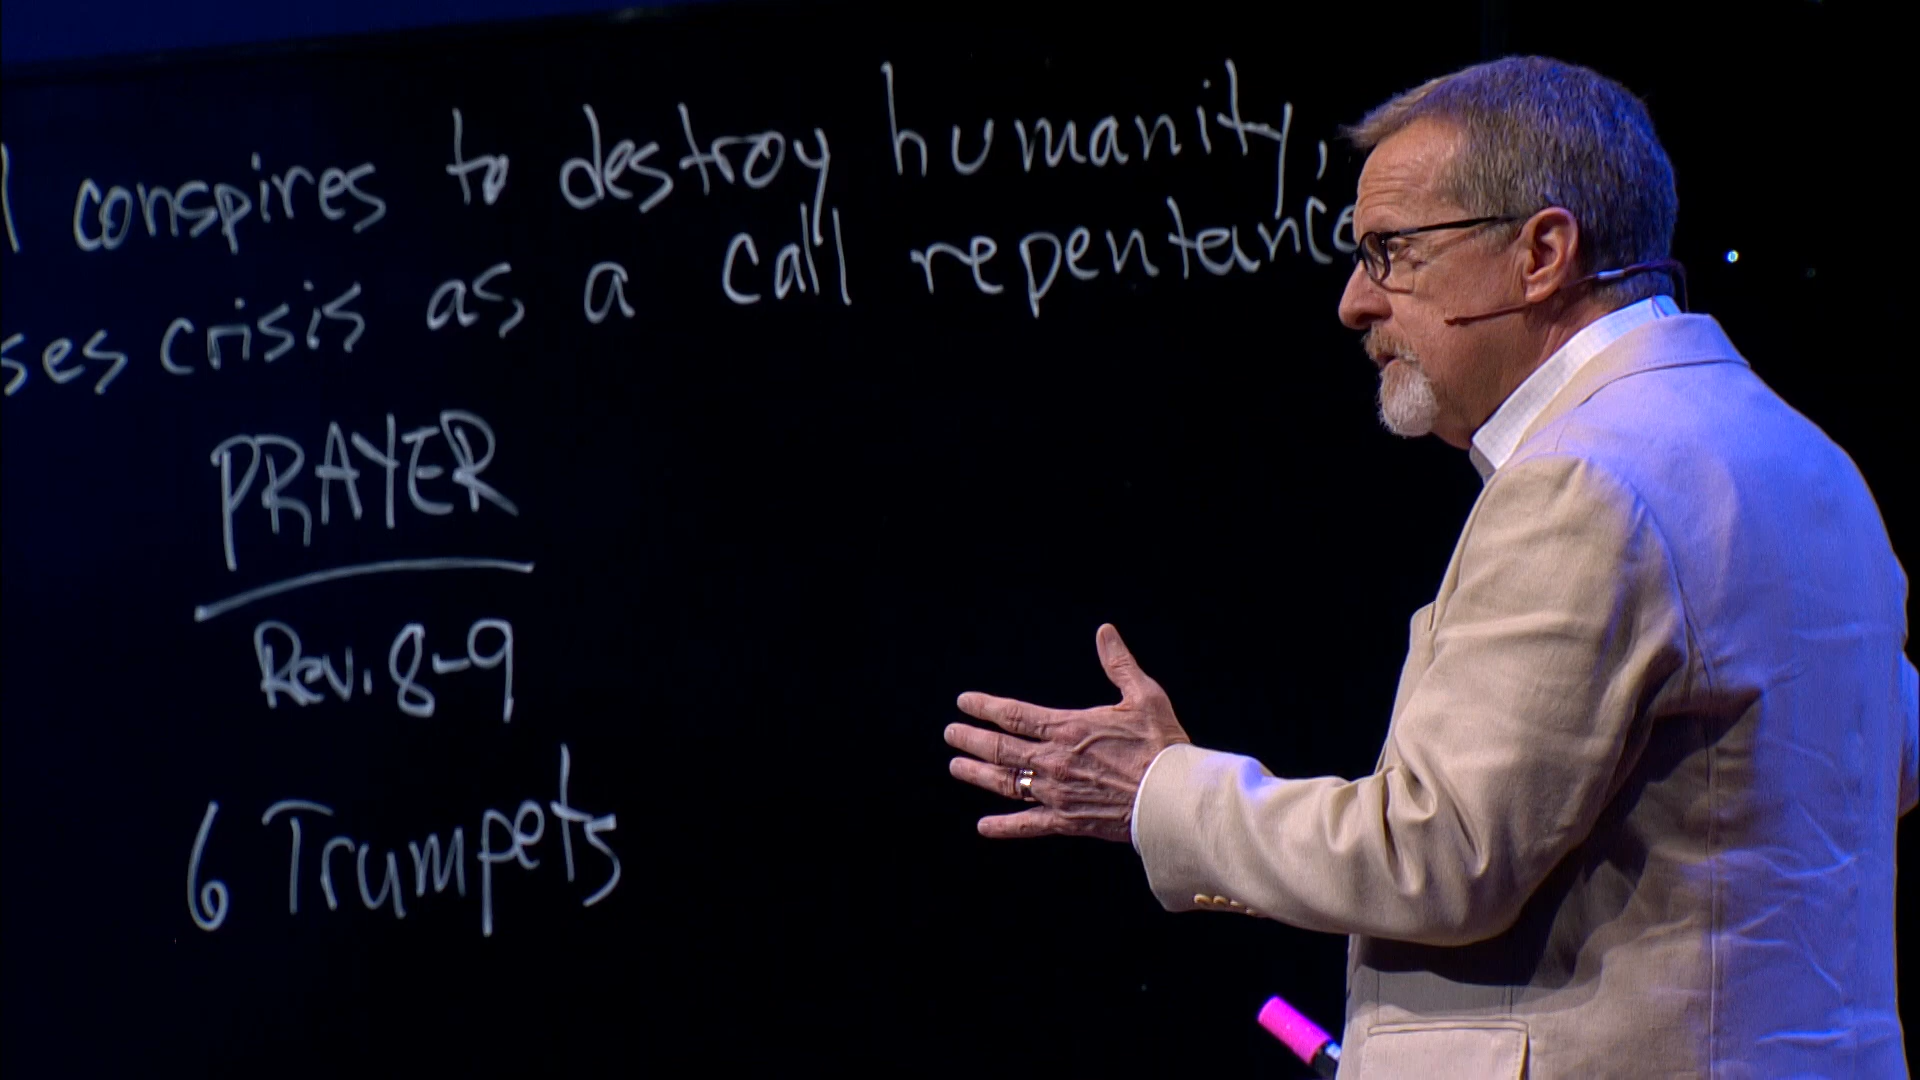 conspires to destroy humanity,
ses crisis as a call repentance
PRAYER
Rev. 8-9
6 Trumpets